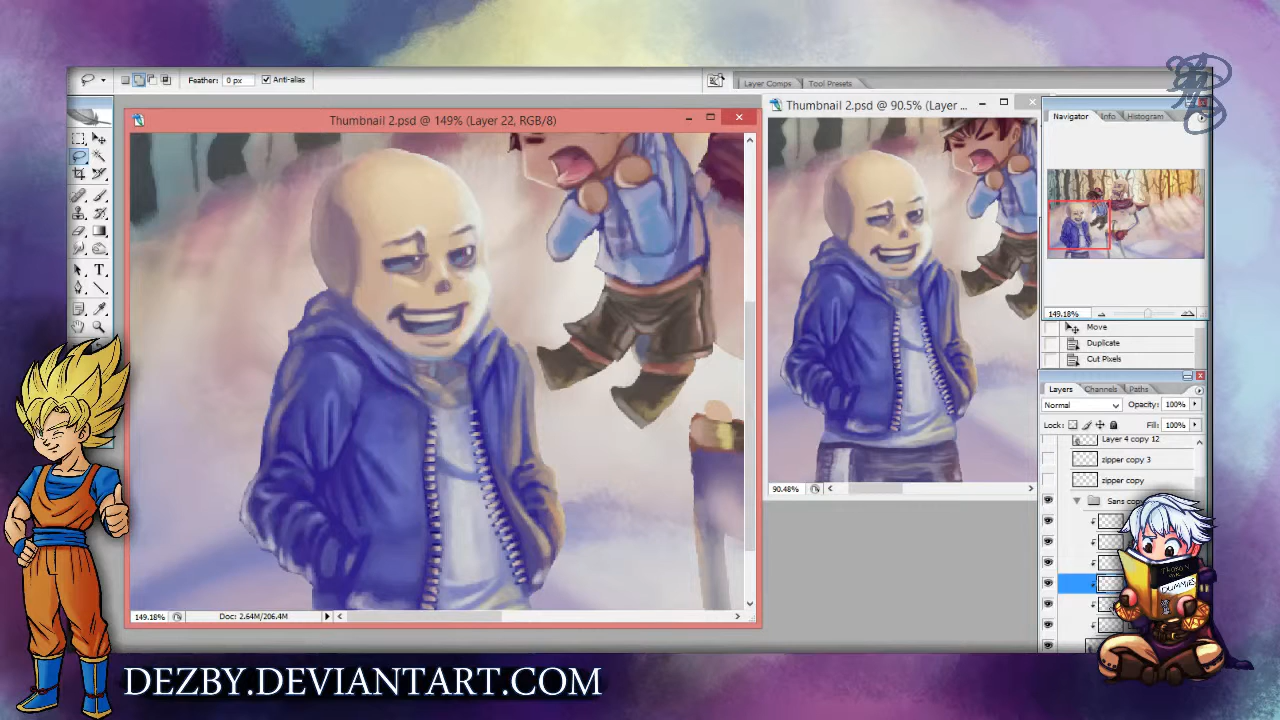 Feather: 0 px Anti-alias
Layer Comps Tool Presets
Thumbnail 2.psd @ 149% (Layer 22, RGB/8)
Thumbnail 2.psd @ 90.5% (Layer ...
Navigator Info Histogram
149.18%
Move
Duplicate
Cut Pixels
Layers Channels Paths
Normal Opacity: 100%
Lock: Fill: 100%
Layer 4 copy 12
zipper copy 3
zipper copy
Sans copy
90.48%
149.18% Doc: 2.64M/206.4M
DUMMIES
DEZBY.DEVIANTART.COM